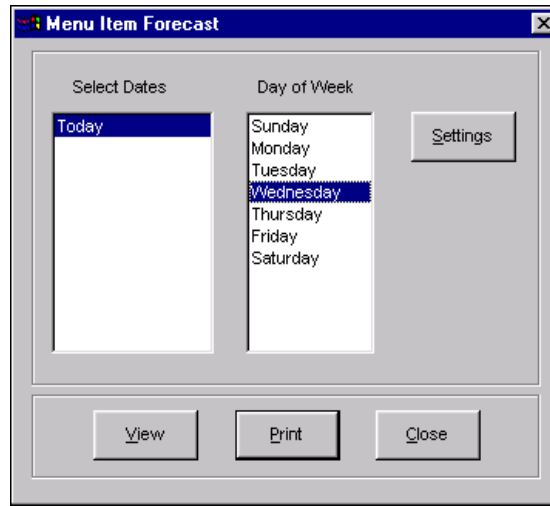 Menu Item Forecast
Select Dates
Day of Week
Today
Sunday
Monday
Tuesday
Wednesday
Thursday
Friday
Saturday
Settings
View
Print
Close